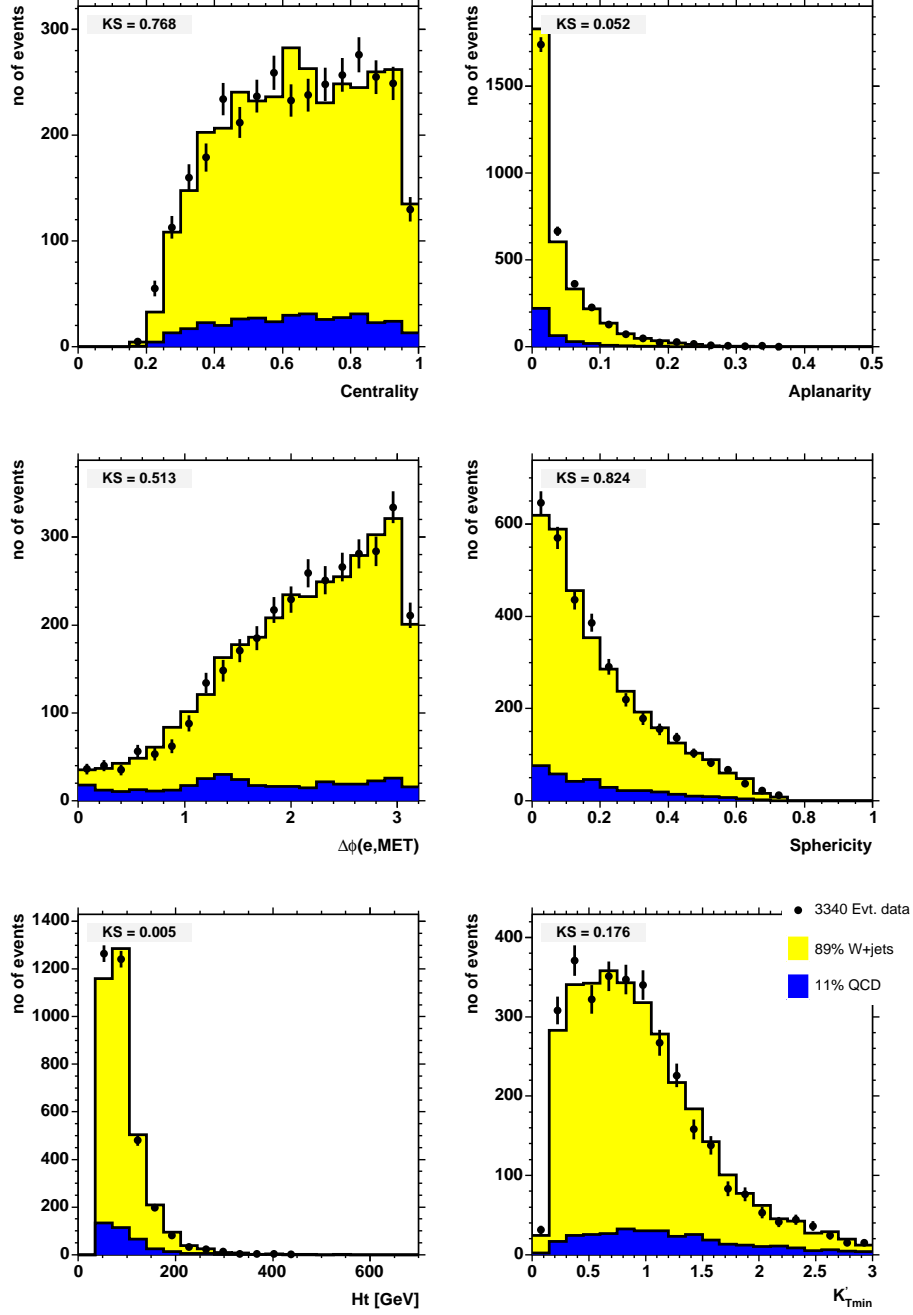 no of events
KS = 0.768
0
100
200
300
0 0.2 0.4 0.6 0.8 1
Centrality
no of events
KS = 0.052
0
500
1000
1500
0 0.1 0.2 0.3 0.4 0.5
Aplanarity
no of events
KS = 0.513
0
100
200
300
0 1 2 3
Δϕ(e,MET)
no of events
KS = 0.824
0
200
400
600
0 0.2 0.4 0.6 0.8 1
Sphericity
no of events
KS = 0.005
0
200
400
600
800
1000
1200
1400
0 200 400 600
Ht [GeV]
no of events
KS = 0.176
0
100
200
300
400
0 0.5 1 1.5 2 2.5 3
K'Tmin
3340 Evt. data
89% W+jets
11% QCD